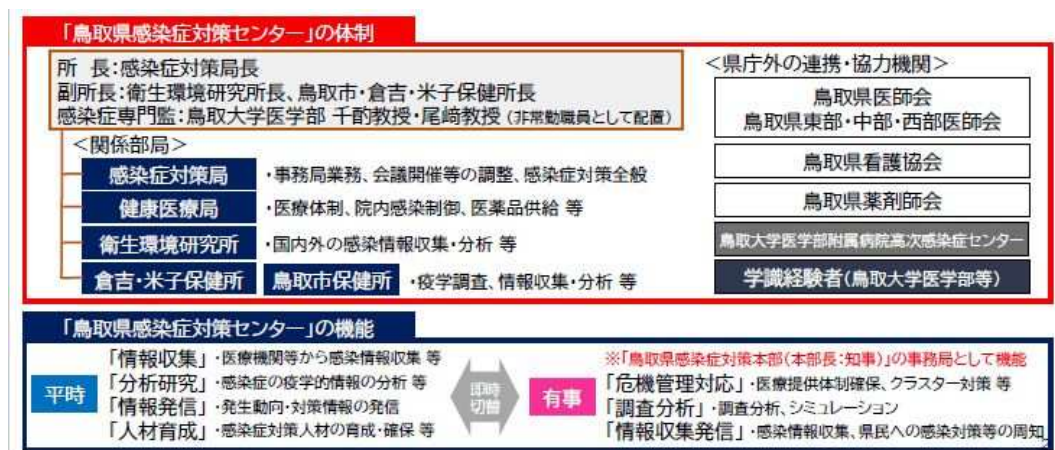 「鳥取県感染症対策センター」の体制
所　長:感染症対策局長
副所長:衛生環境研究所長、鳥取市・倉吉・米子保健所長
感染症専門監:鳥取大学医学部 千酌教授・尾﨑教授 (非常勤職員として配置)
<関係部局>
感染症対策局 ・事務局業務、会議開催等の調整、感染症対策全般
健康医療局 ・医療体制、院内感染制御、医薬品供給 等
衛生環境研究所 ・国内外の感染情報収集・分析 等
倉吉・米子保健所 鳥取市保健所 ・疫学調査、情報収集・分析 等
<県庁外の連携・協力機関>
鳥取県医師会
鳥取県東部・中部・西部医師会
鳥取県看護協会
鳥取県薬剤師会
鳥取大学医学部附属病院高次感染症センター
学識経験者(鳥取大学医学部等)
「鳥取県感染症対策センター」の機能
平時
「情報収集」・医療機関等から感染情報収集 等
「分析研究」・感染症の疫学的情報の分析 等
「情報発信」・発生動向・対策情報の発信
「人材育成」・感染症対策人材の育成・確保 等
即時
切替
有事
※「鳥取県感染症対策本部(本部長:知事)」の事務局として機能
「危機管理対応」・医療提供体制確保、クラスター対策 等
「調査分析」・調査分析、シミュレーション
「情報収集発信」・感染情報収集、県民への感染対策等の周知